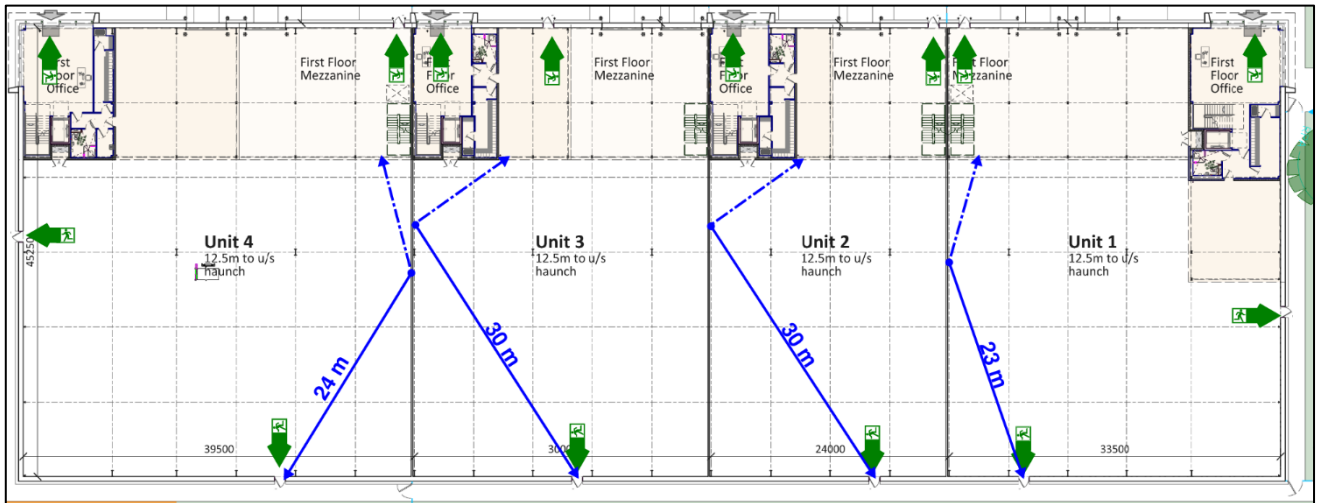 First
Floor
Office
First Floor
Mezzanine
First
Floor
Office
First Floor
Mezzanine
First
Floor
Office
First Floor
Mezzanine
First Floor
Mezzanine
First
Floor
Office
45250
Unit 4
12.5m to u/s
haunch
Unit 3
12.5m to u/s
haunch
Unit 2
12.5m to u/s
haunch
Unit 1
12.5m to u/s
haunch
24 m
30 m
30 m
23 m
39500
24000
33500